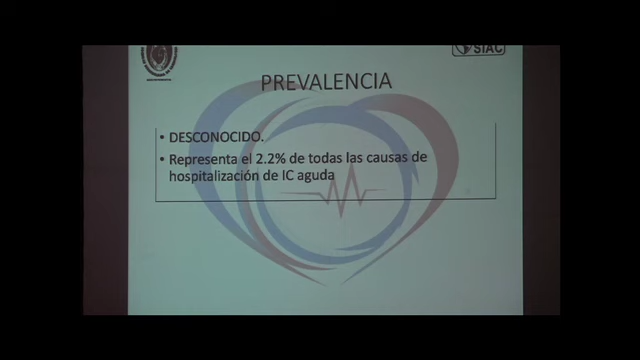 SIAC
PREVALENCIA
• DESCONOCIDO.
• Representa el 2.2% de todas las causas de
hospitalización de IC aguda